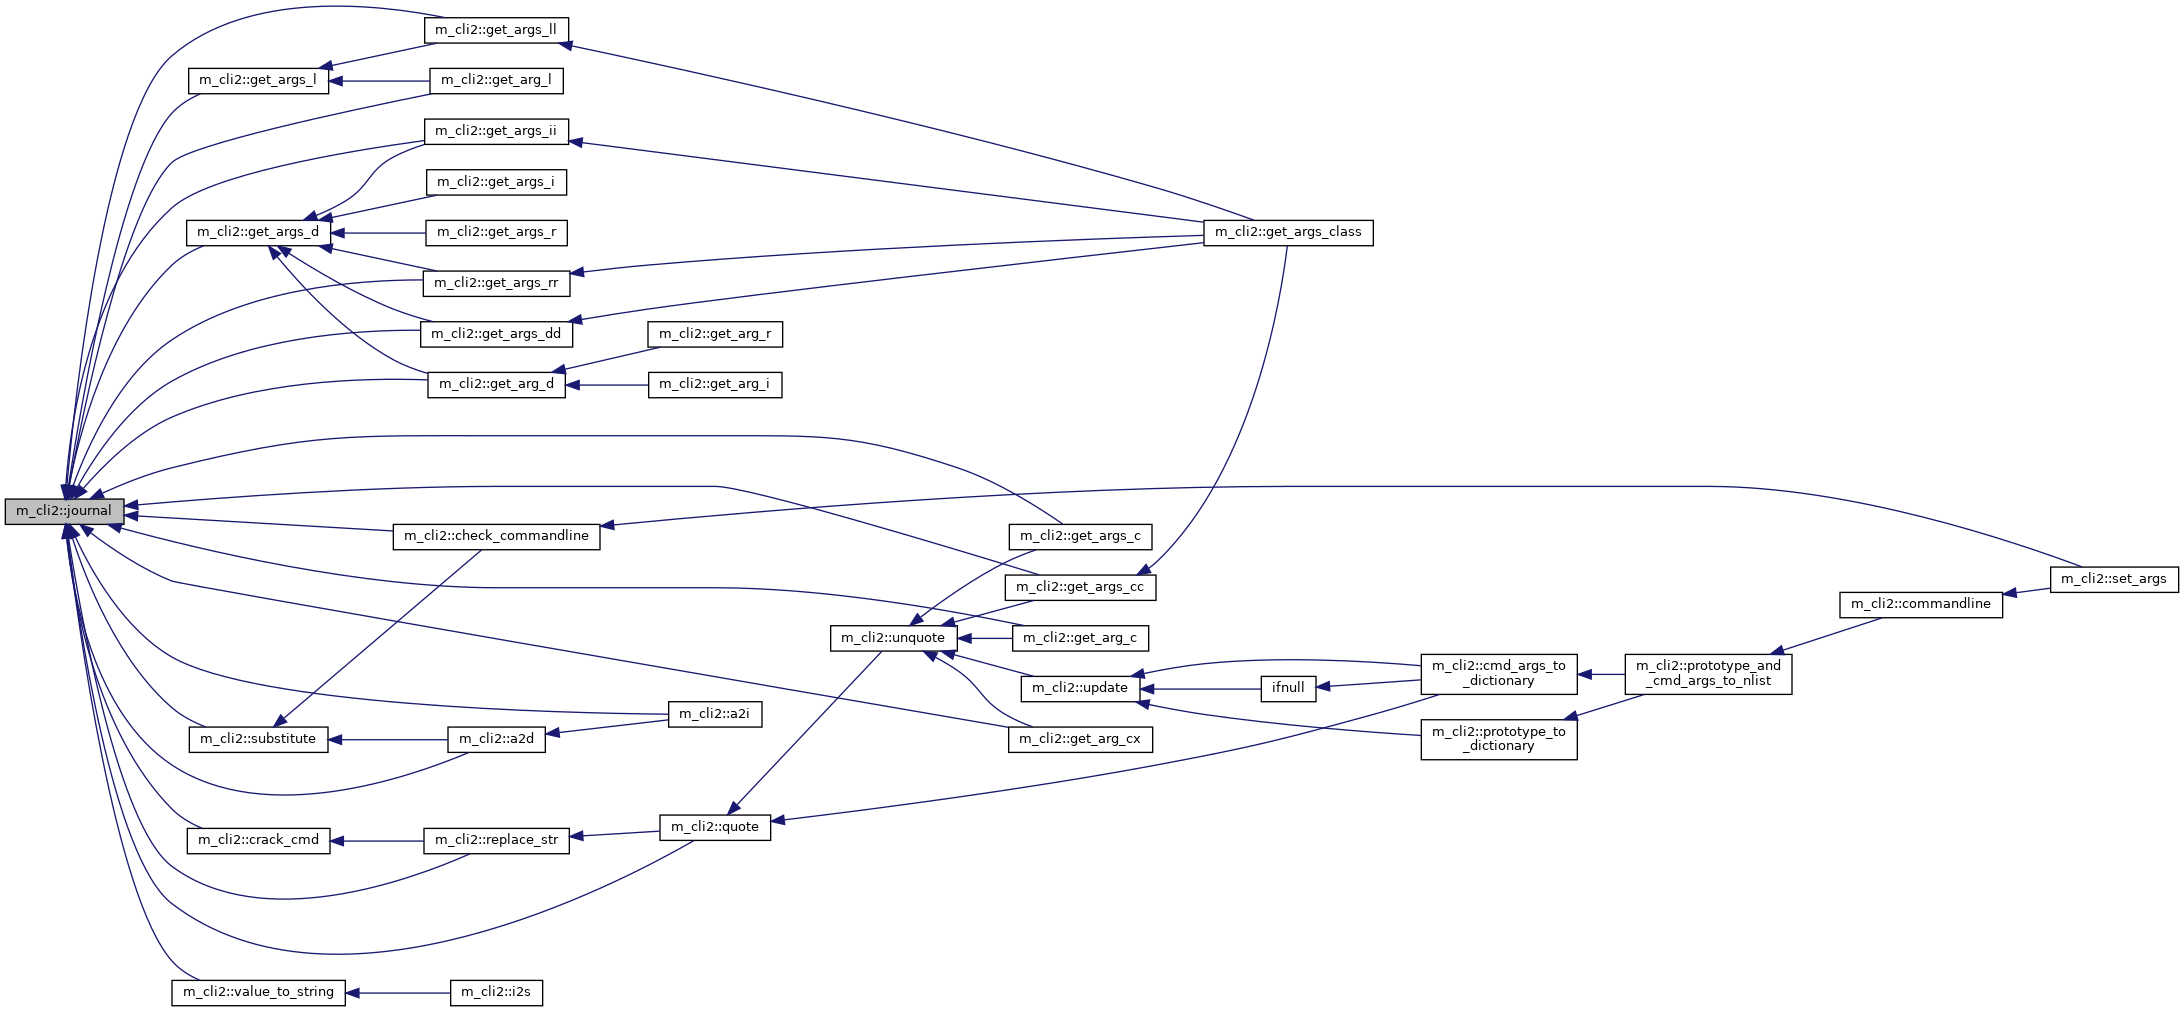 m_cli2::get_args_ll
m_cli2::get_args_l
m_cli2::get_arg_l
m_cli2::get_args_ii
m_cli2::get_args_i
m_cli2::get_args_d
m_cli2::get_args_r
m_cli2::get_args_class
m_cli2::get_args_rr
m_cli2::get_args_dd
m_cli2::get_arg_r
m_cli2::get_arg_d
m_cli2::get_arg_i
m_cli2::journal
m_cli2::check_commandline
m_cli2::get_args_c
m_cli2::set_args
m_cli2::get_args_cc
m_cli2::commandline
m_cli2::unquote
m_cli2::get_arg_c
m_cli2::cmd_args_to
_dictionary
m_cli2::prototype_and
_cmd_args_to_nlist
m_cli2::update
ifnull
m_cli2::a2i
m_cli2::substitute
m_cli2::a2d
m_cli2::get_arg_cx
m_cli2::prototype_to
_dictionary
m_cli2::quote
m_cli2::crack_cmd
m_cli2::replace_str
m_cli2::value_to_string
m_cli2::i2s